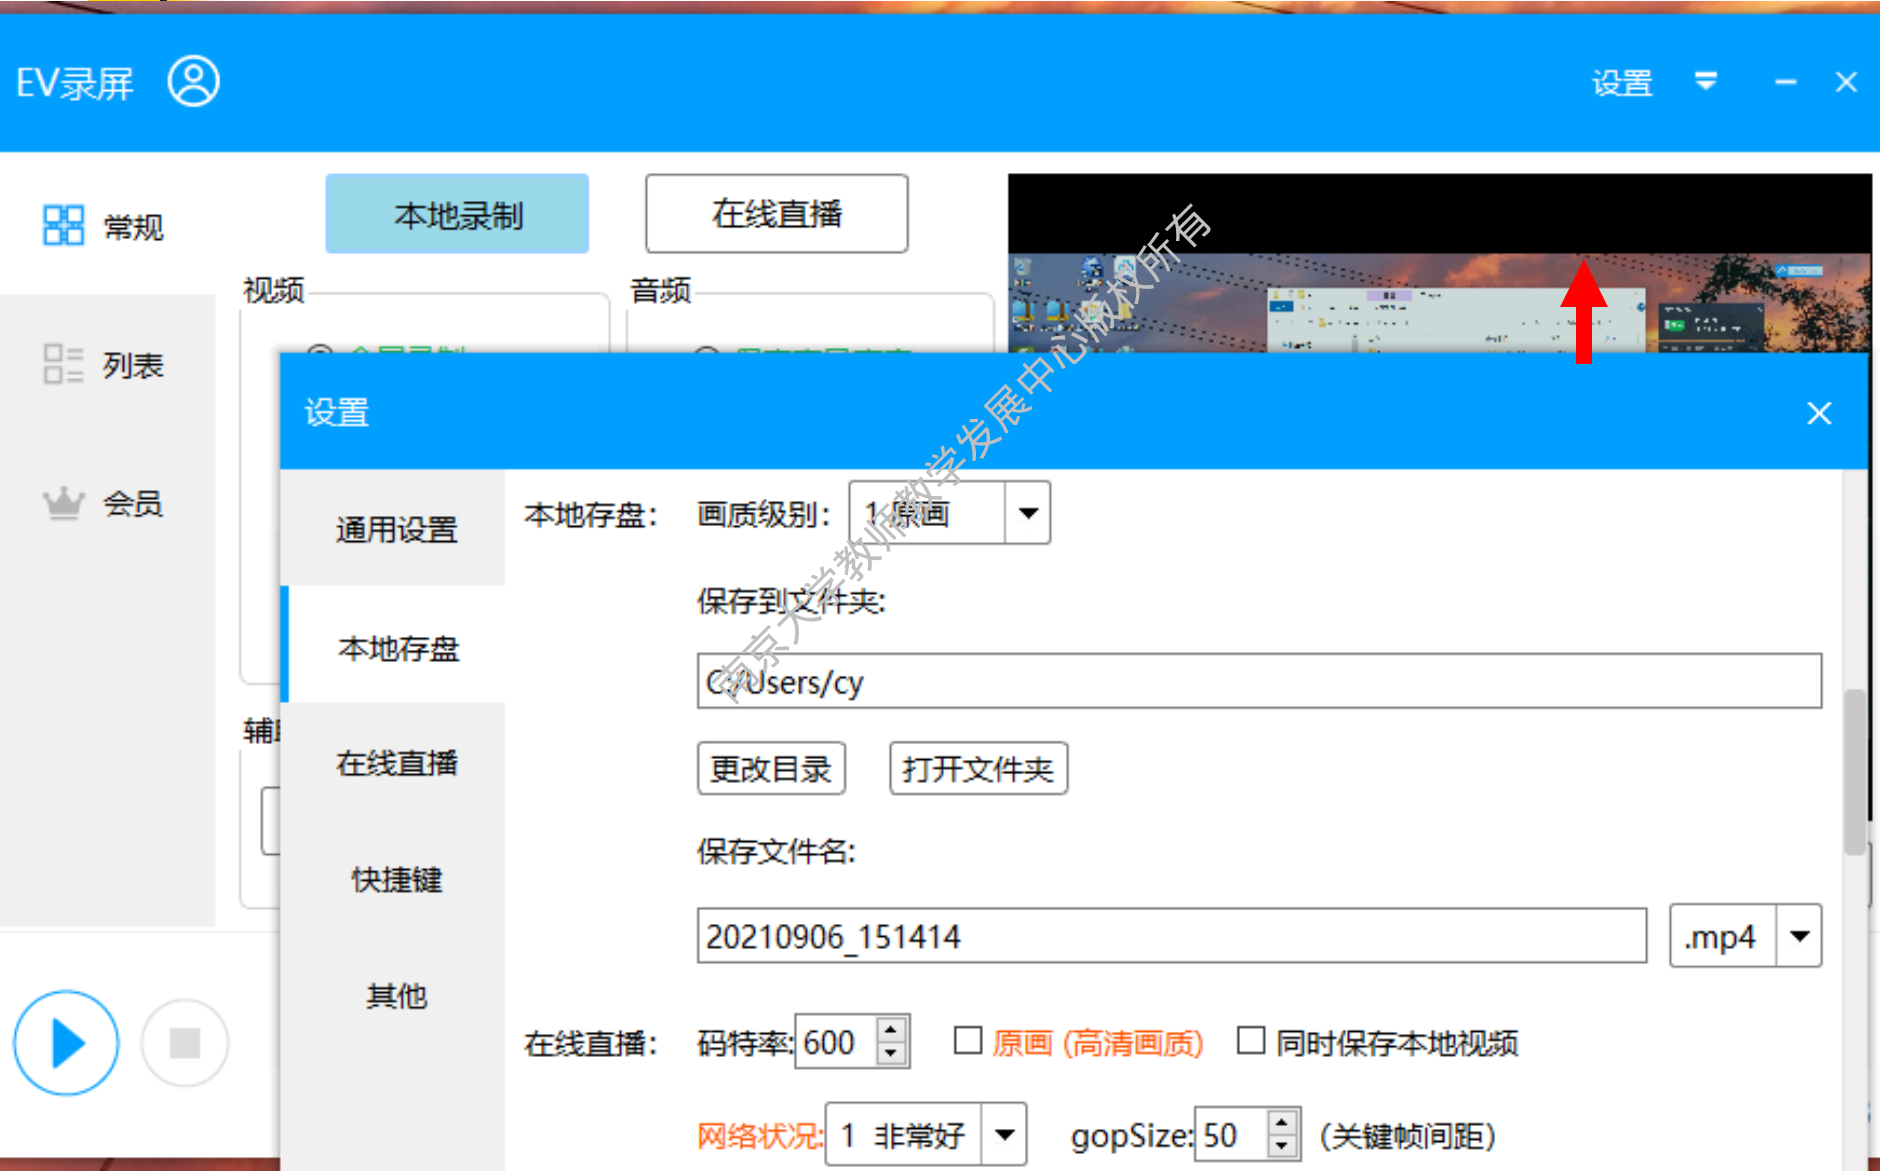 EV录屏
设置
常规
本地录制
在线直播
视频
音频
列表
会员
设置
通用设置
本地存盘： 画质级别： 1 原画
保存到文件夹:
本地存盘
C:/Users/cy
更改目录 打开文件夹
在线直播
保存文件名:
快捷键
20210906_151414 .mp4
其他
在线直播： 码特率: 600 原画 (高清画质) 同时保存本地视频
网络状况: 1 非常好 gopSize: 50 (关键帧间距)
南京大学教师教学发展中心版权所有